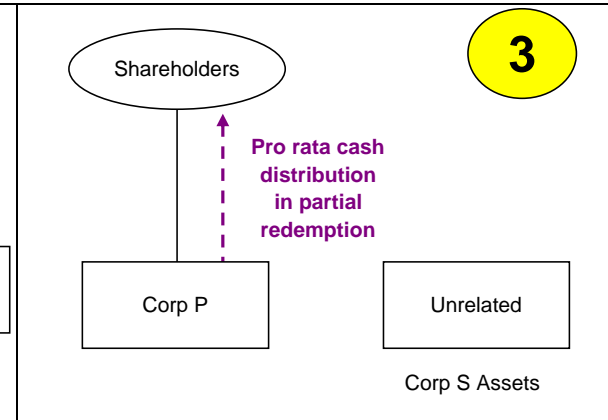 3
Shareholders
Pro rata cash
distribution
in partial
redemption
Corp P
Unrelated
Corp S Assets